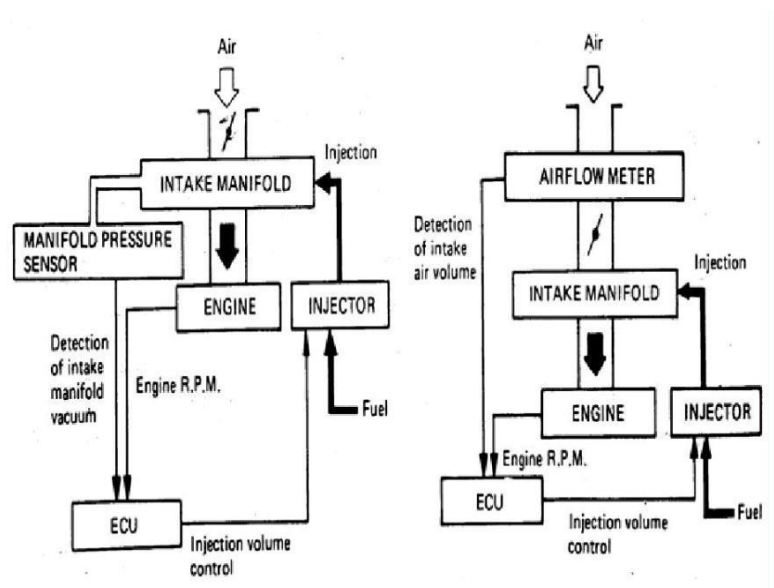 Air
Injection
INTAKE MANIFOLD
MANIFOLD PRESSURE
SENSOR
ENGINE
INJECTOR
Detection
of intake
manifold
vacuum
Engine R.P.M.
Fuel
ECU
Injection volume
control
Air
AIRFLOW METER
Detection
of intake
air volume
Injection
INTAKE MANIFOLD
ENGINE
INJECTOR
Engine R.P.M.
ECU
Fuel
Injection volume
control